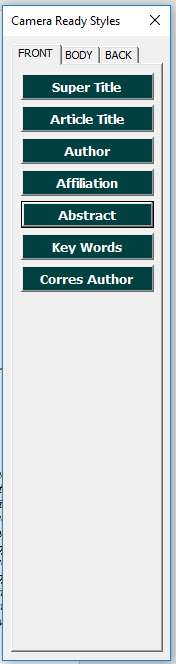 Camera Ready Styles
FRONT BODY BACK
Super Title
Article Title
Author
Affiliation
Abstract
Key Words
Corres Author